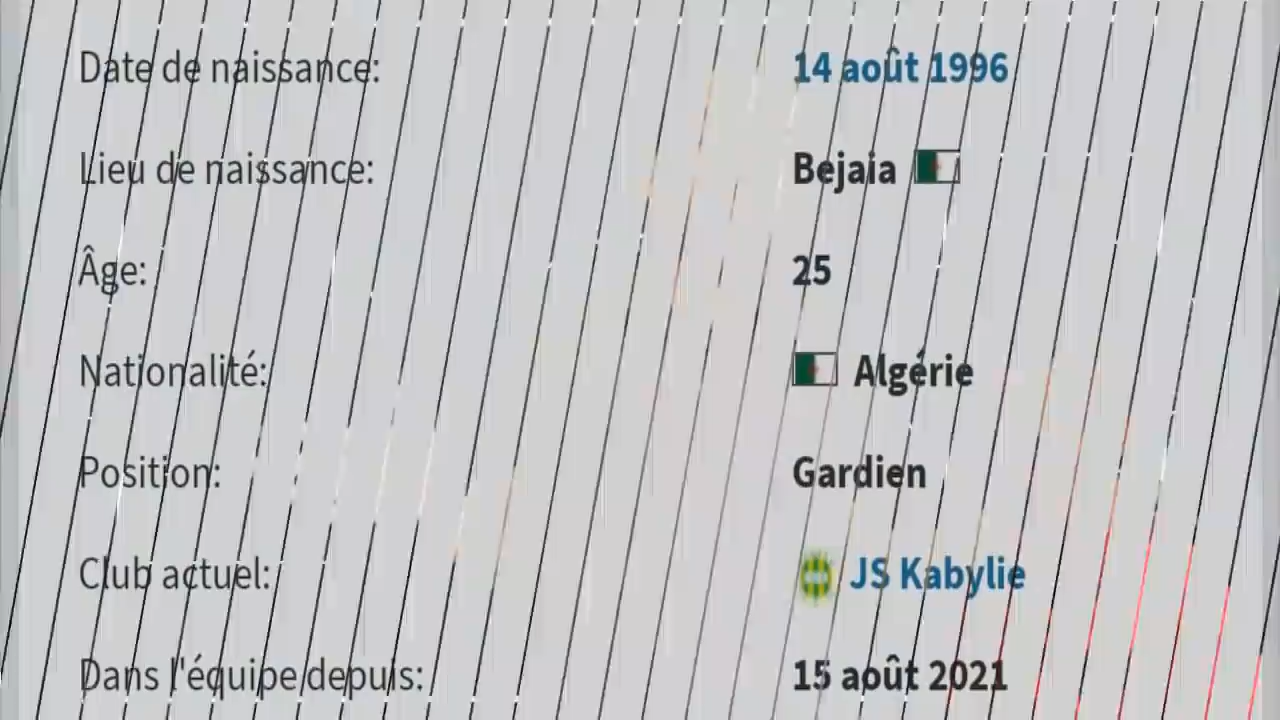 Date de naissance: 14 août 1996
Lieu de naissance: Bejaia
Âge: 25
Nationalité: Algérie
Position: Gardien
Club actuel: JS Kabylie
Dans l'équipe depuis: 15 août 2021